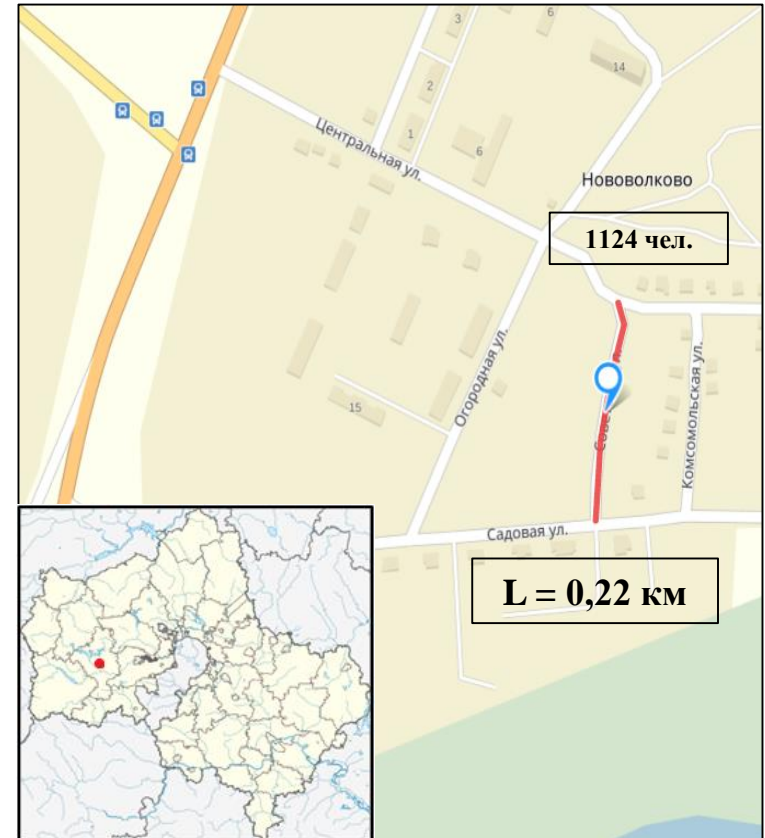 3
6
14
2
1
6
Центральная ул.
Нововолково
1124 чел.
Огородная ул.
15
Комсомольская ул.
Садовая ул.
L = 0,22 км